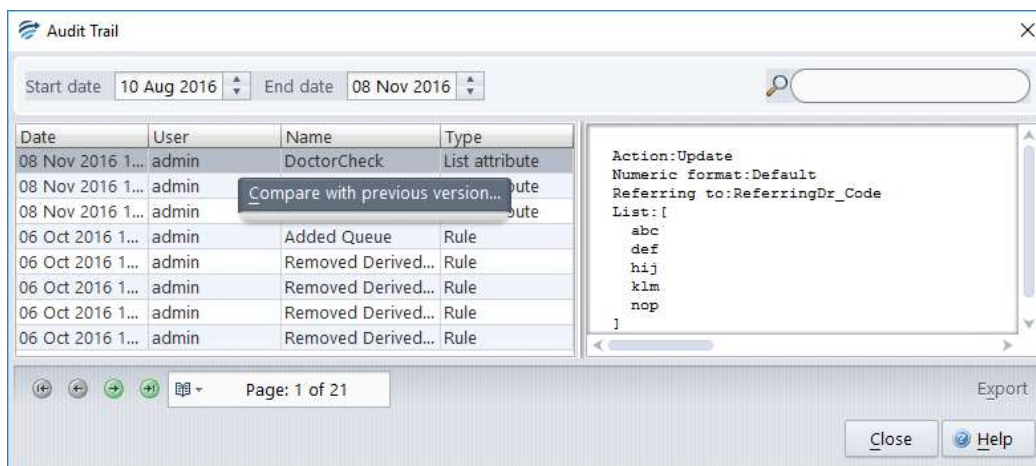 Audit Trail
Start date 10 Aug 2016 End date 08 Nov 2016
Date User Name Type
08 Nov 2016 1... admin DoctorCheck List attribute
08 Nov 2016 1... admin bute
Compare with previous version...
08 Nov 2016 1... admin bute
06 Oct 2016 1... admin Added Queue Rule
06 Oct 2016 1... admin Removed Derived... Rule
06 Oct 2016 1... admin Removed Derived... Rule
06 Oct 2016 1... admin Removed Derived... Rule
06 Oct 2016 1... admin Removed Derived... Rule
Action:Update
Numeric format:Default
Referring to:ReferringDr_Code
List:[
abc
def
hij
klm
nop
]
Page: 1 of 21
Export
Close Help